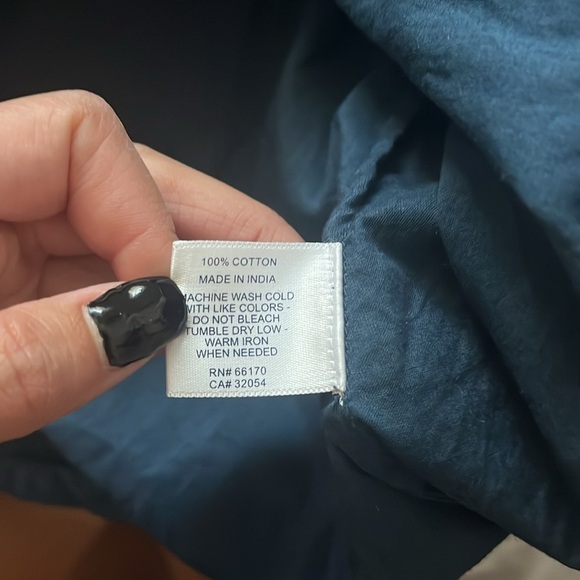 100% COTTON
MADE IN INDIA
MACHINE WASH COLD
WITH LIKE COLORS -
DO NOT BLEACH
TUMBLE DRY LOW -
WARM IRON
WHEN NEEDED
RN# 66170
CA# 32054